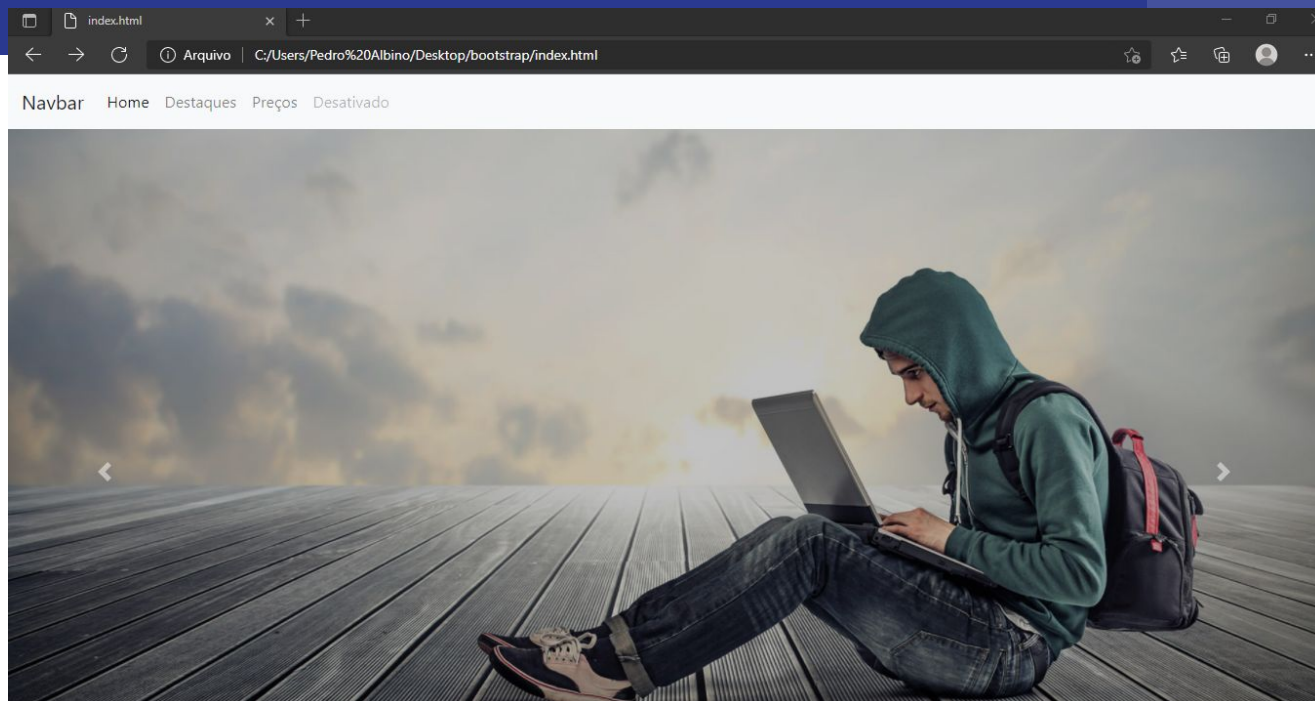 index.html
Arquivo C:/Users/Pedro%20Albino/Desktop/bootstrap/index.html
Navbar Home Destaques Preços Desativado